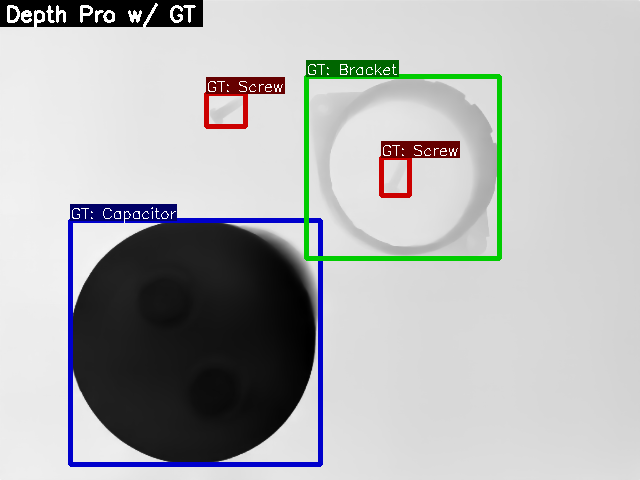 Depth Pro w/ GT
GT: Bracket
GT: Screw
GT: Screw
GT: Capacitor